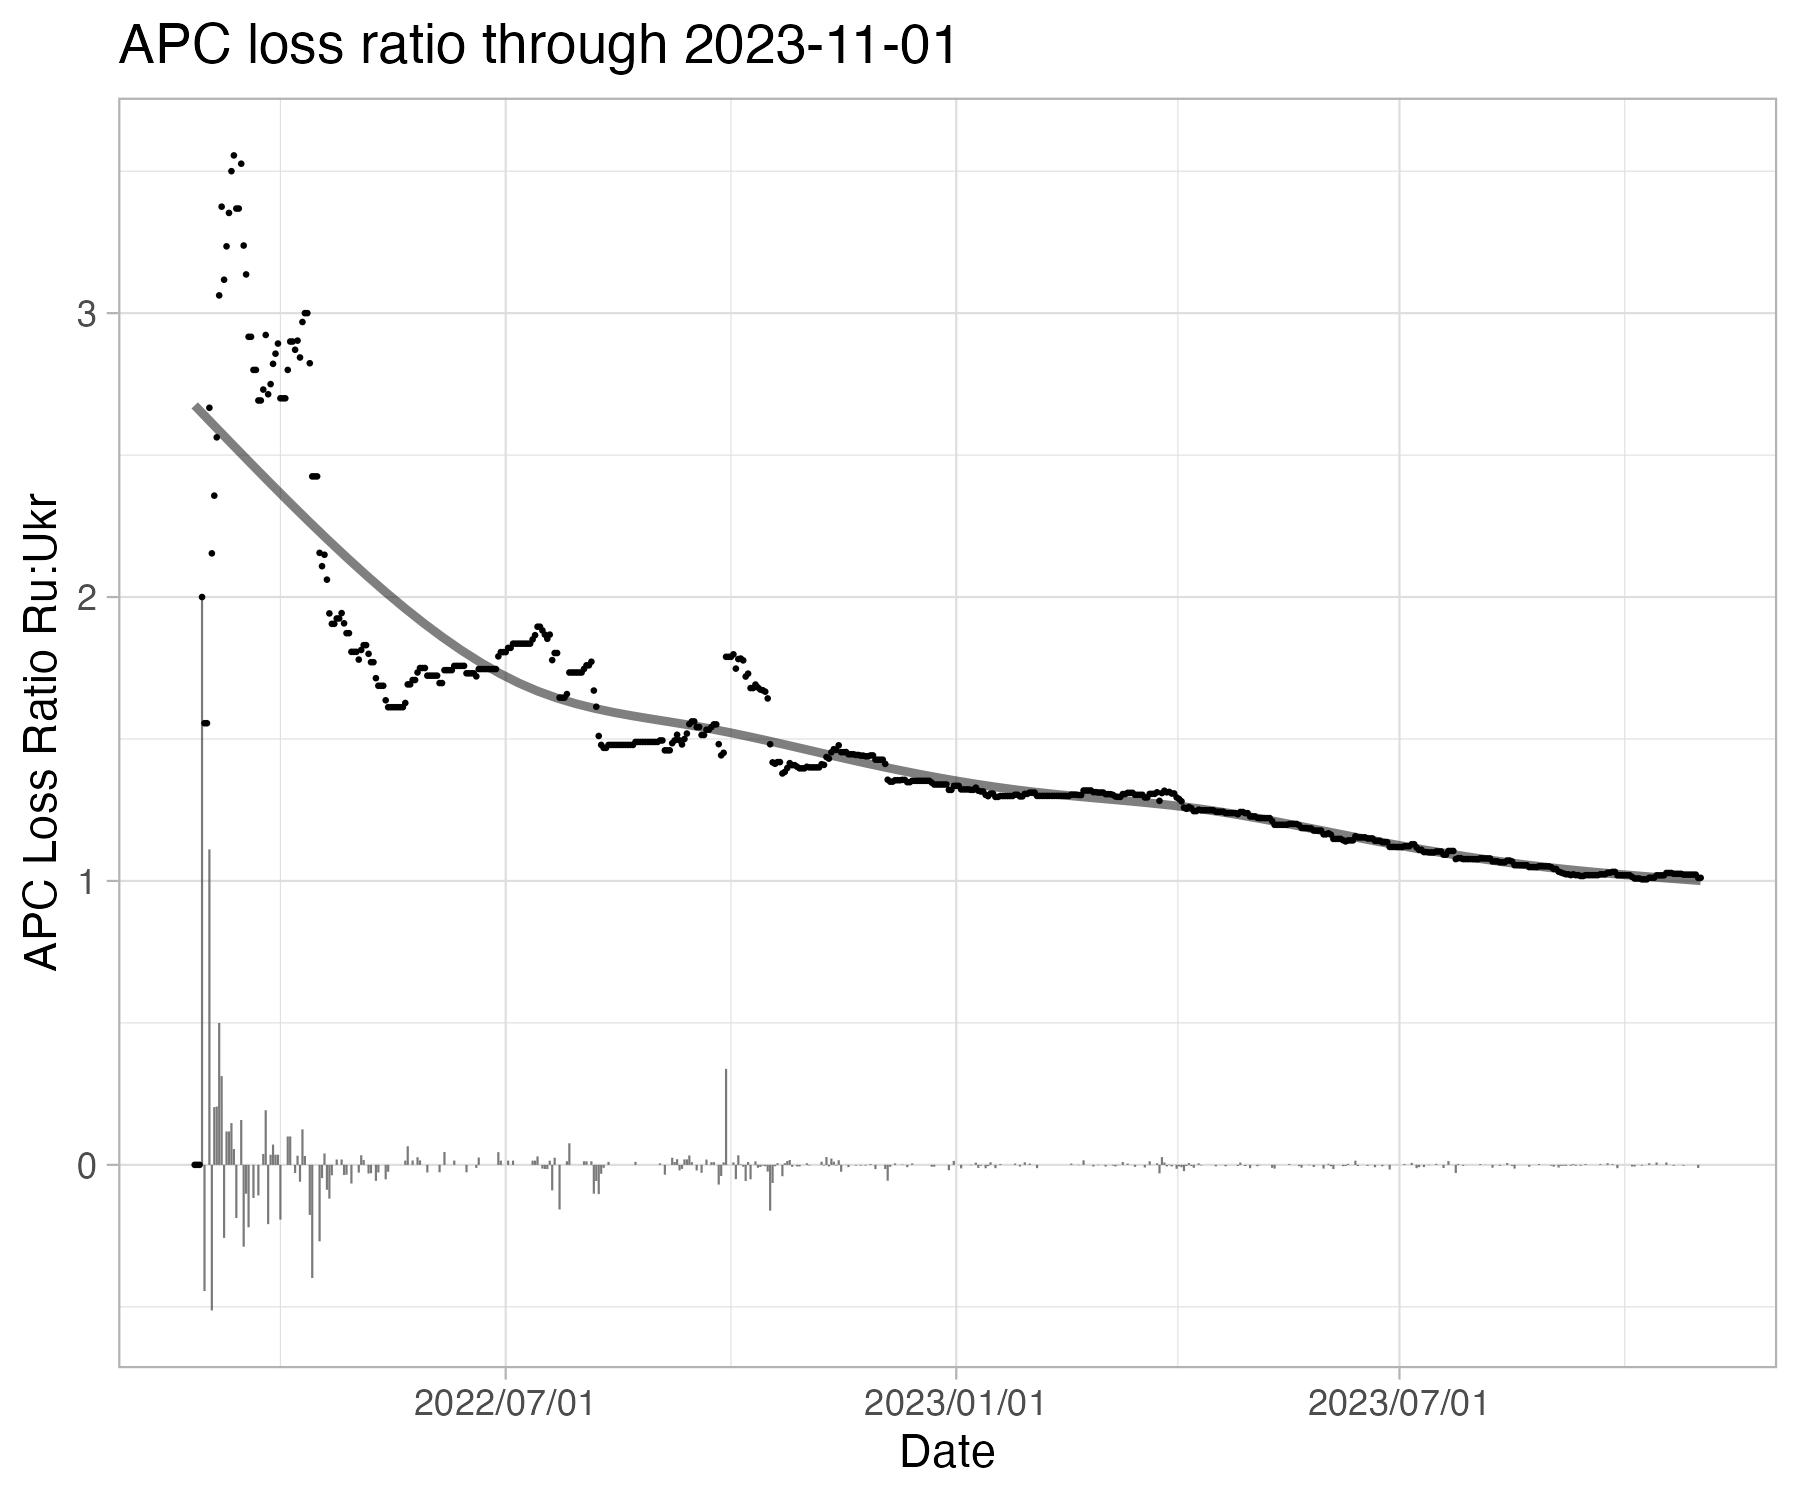 APC loss ratio through 2023-11-01
APC Loss Ratio Ru:Ukr
3
2
1
0
2022/07/01
2023/01/01
2023/07/01
Date